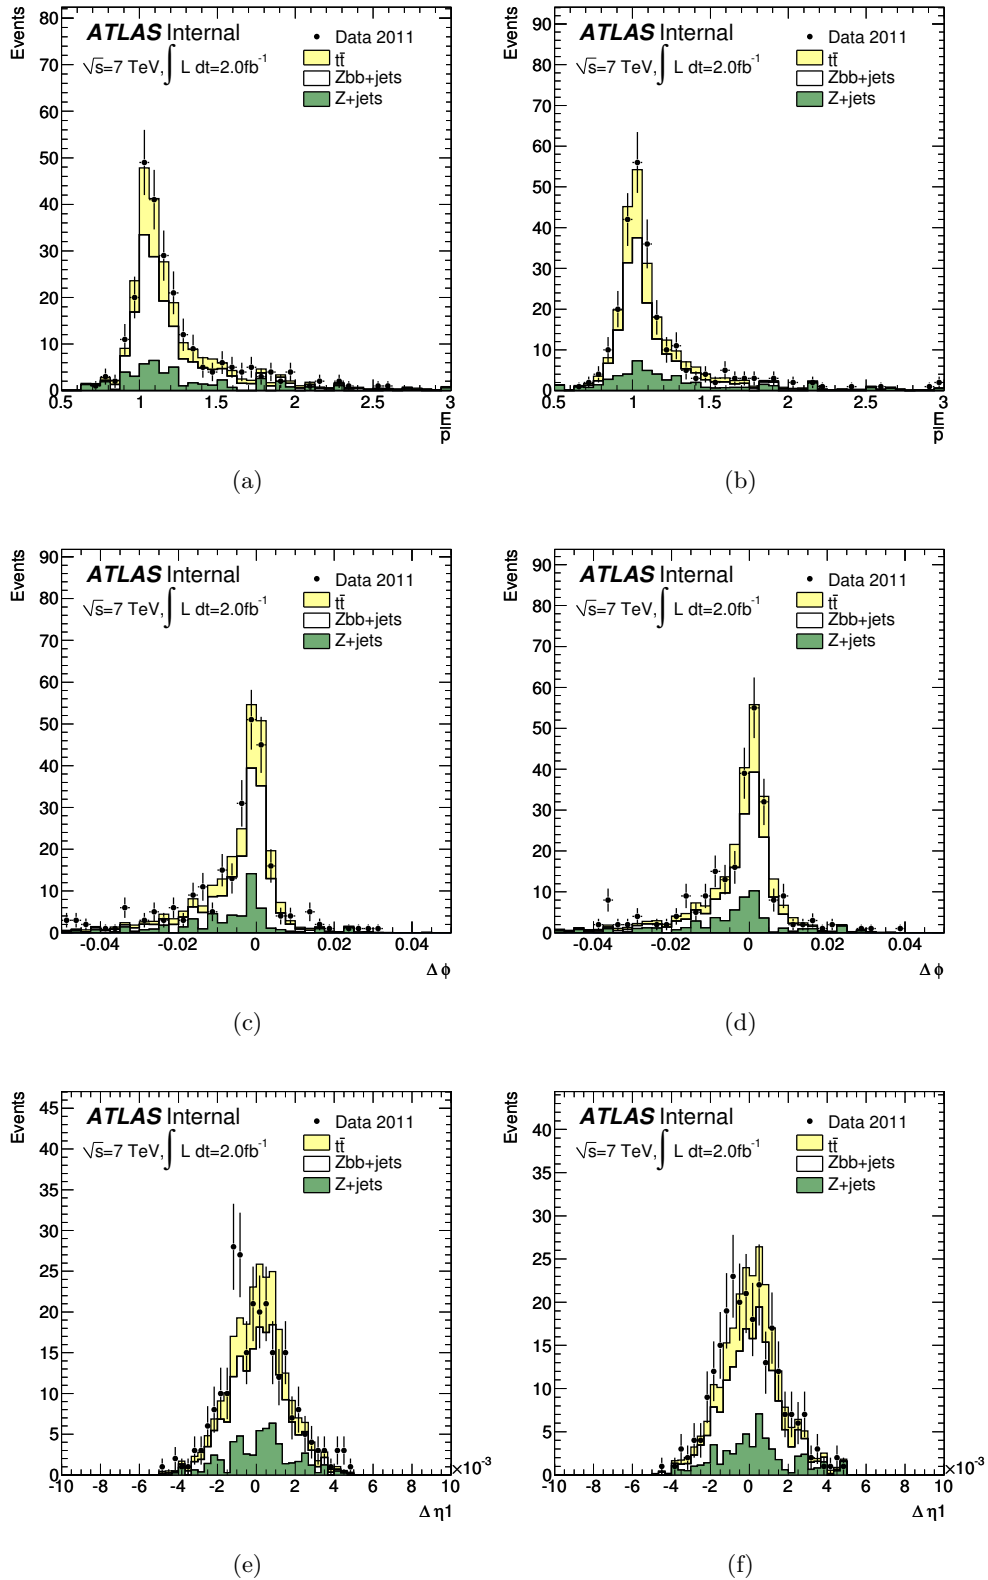 Events
80
70
60
50
40
30
20
10
0
0.5 1 1.5 2 2.5 3
E/p
ATLAS Internal
√s=7 TeV, ∫ L dt=2.0fb⁻¹
Data 2011
tt̄
Zbb+jets
Z+jets
(a)
Events
90
80
70
60
50
40
30
20
10
0
0.5 1 1.5 2 2.5 3
E/p
ATLAS Internal
√s=7 TeV, ∫ L dt=2.0fb⁻¹
Data 2011
tt̄
Zbb+jets
Z+jets
(b)
Events
90
80
70
60
50
40
30
20
10
0
-0.04 -0.02 0 0.02 0.04
Δ ϕ
ATLAS Internal
√s=7 TeV, ∫ L dt=2.0fb⁻¹
Data 2011
tt̄
Zbb+jets
Z+jets
(c)
Events
90
80
70
60
50
40
30
20
10
0
-0.04 -0.02 0 0.02 0.04
Δ ϕ
ATLAS Internal
√s=7 TeV, ∫ L dt=2.0fb⁻¹
Data 2011
tt̄
Zbb+jets
Z+jets
(d)
Events
45
40
35
30
25
20
15
10
5
0
-10 -8 -6 -4 -2 0 2 4 6 8 10
×10⁻³
Δ η1
ATLAS Internal
√s=7 TeV, ∫ L dt=2.0fb⁻¹
Data 2011
tt̄
Zbb+jets
Z+jets
(e)
Events
40
35
30
25
20
15
10
5
0
-10 -8 -6 -4 -2 0 2 4 6 8 10
×10⁻³
Δ η1
ATLAS Internal
√s=7 TeV, ∫ L dt=2.0fb⁻¹
Data 2011
tt̄
Zbb+jets
Z+jets
(f)